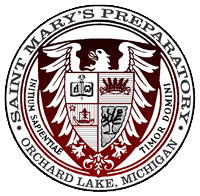 · SAINT MARY'S PREPARATORY ·
ORCHARD LAKE, MICHIGAN
INITIUM SAPIENTIAE
TIMOR DOMINI